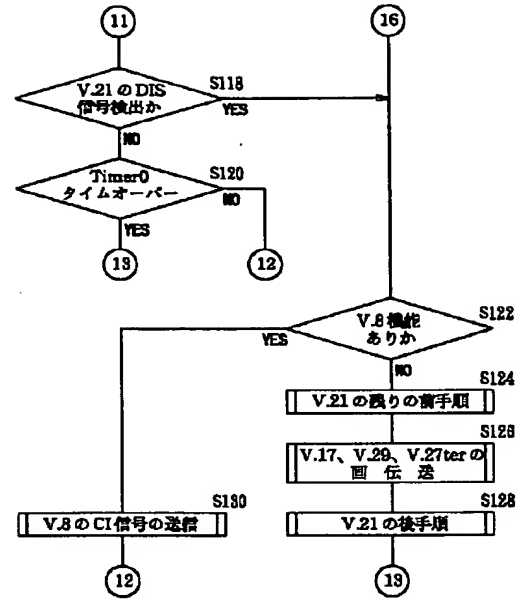 11
16
S118
V.21のDIS
信号検出か
YES
NO
Timer0
タイムオーバー
S120
NO
YES
13
12
S122
V.8機能
ありか
YES
NO
S124
V.21の残りの前手順
S126
V.17、V.29、V.27terの
画 伝 送
S130
V.8のCI信号の送信
S128
V.21の後手順
12
13